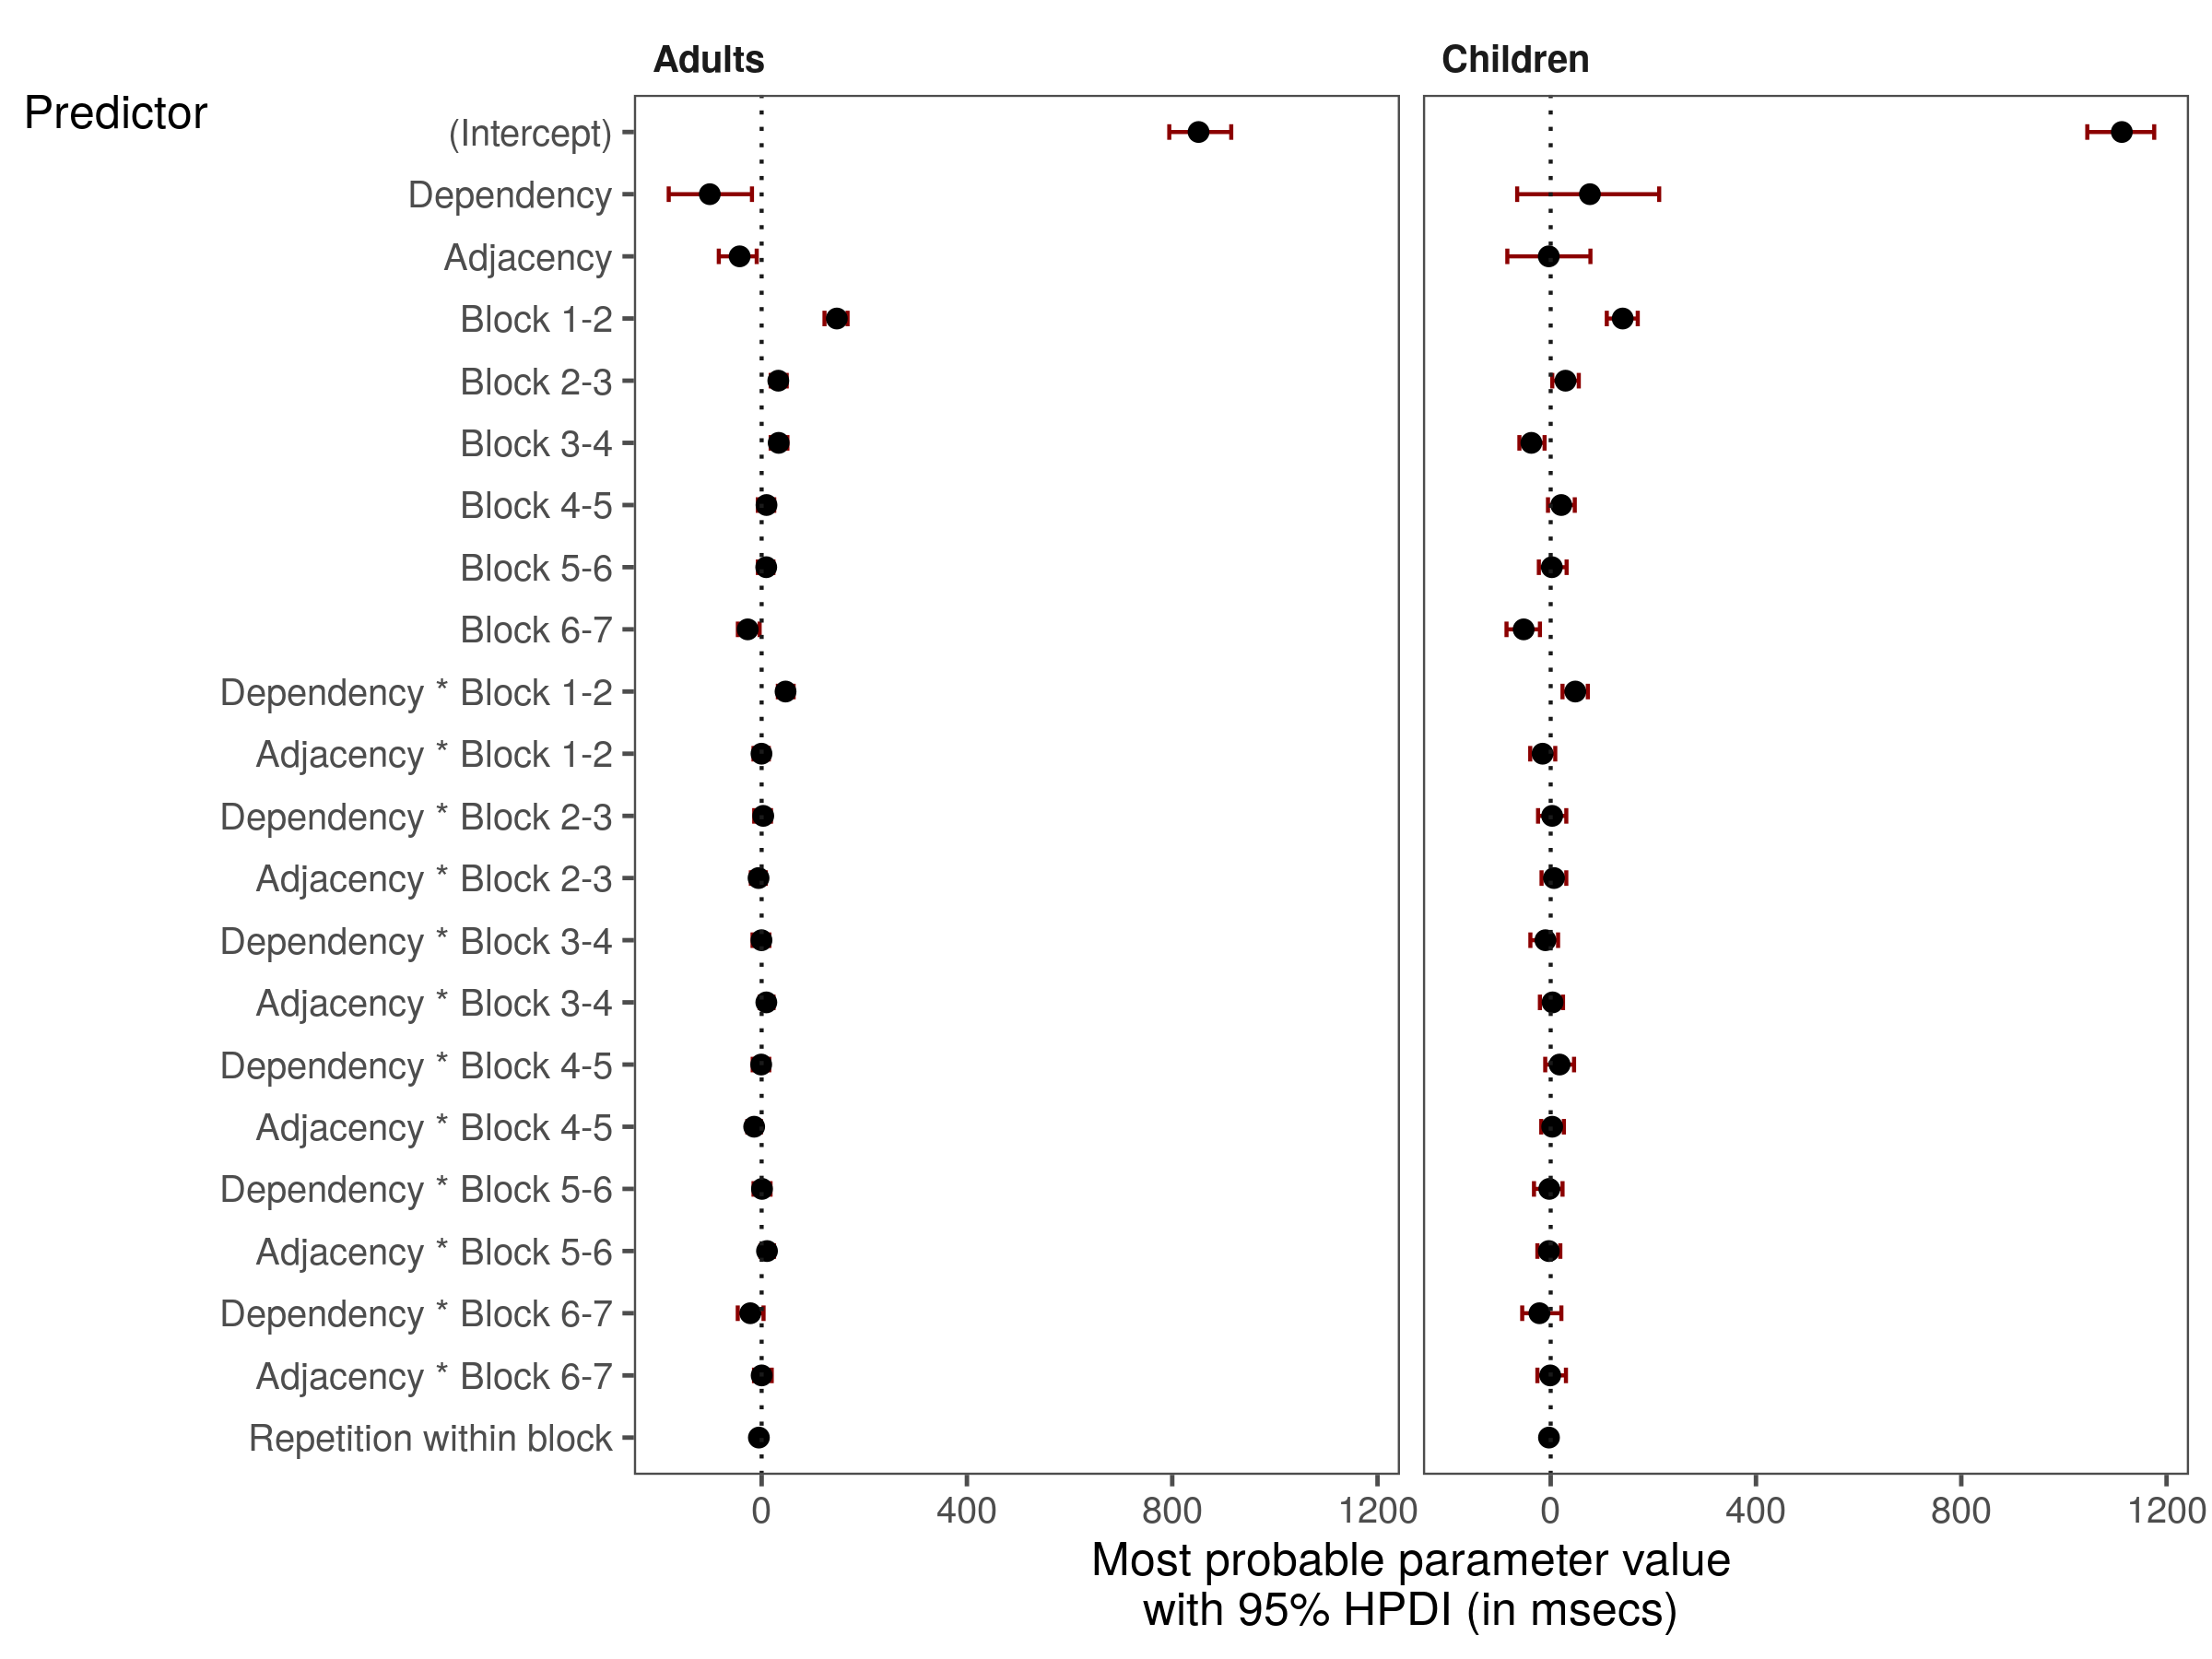 Adults
Children
Predictor
(Intercept)
Dependency
Adjacency
Block 1-2
Block 2-3
Block 3-4
Block 4-5
Block 5-6
Block 6-7
Dependency * Block 1-2
Adjacency * Block 1-2
Dependency * Block 2-3
Adjacency * Block 2-3
Dependency * Block 3-4
Adjacency * Block 3-4
Dependency * Block 4-5
Adjacency * Block 4-5
Dependency * Block 5-6
Adjacency * Block 5-6
Dependency * Block 6-7
Adjacency * Block 6-7
Repetition within block
0 400 800 1200
0 400 800 1200
Most probable parameter value
with 95% HPDI (in msecs)